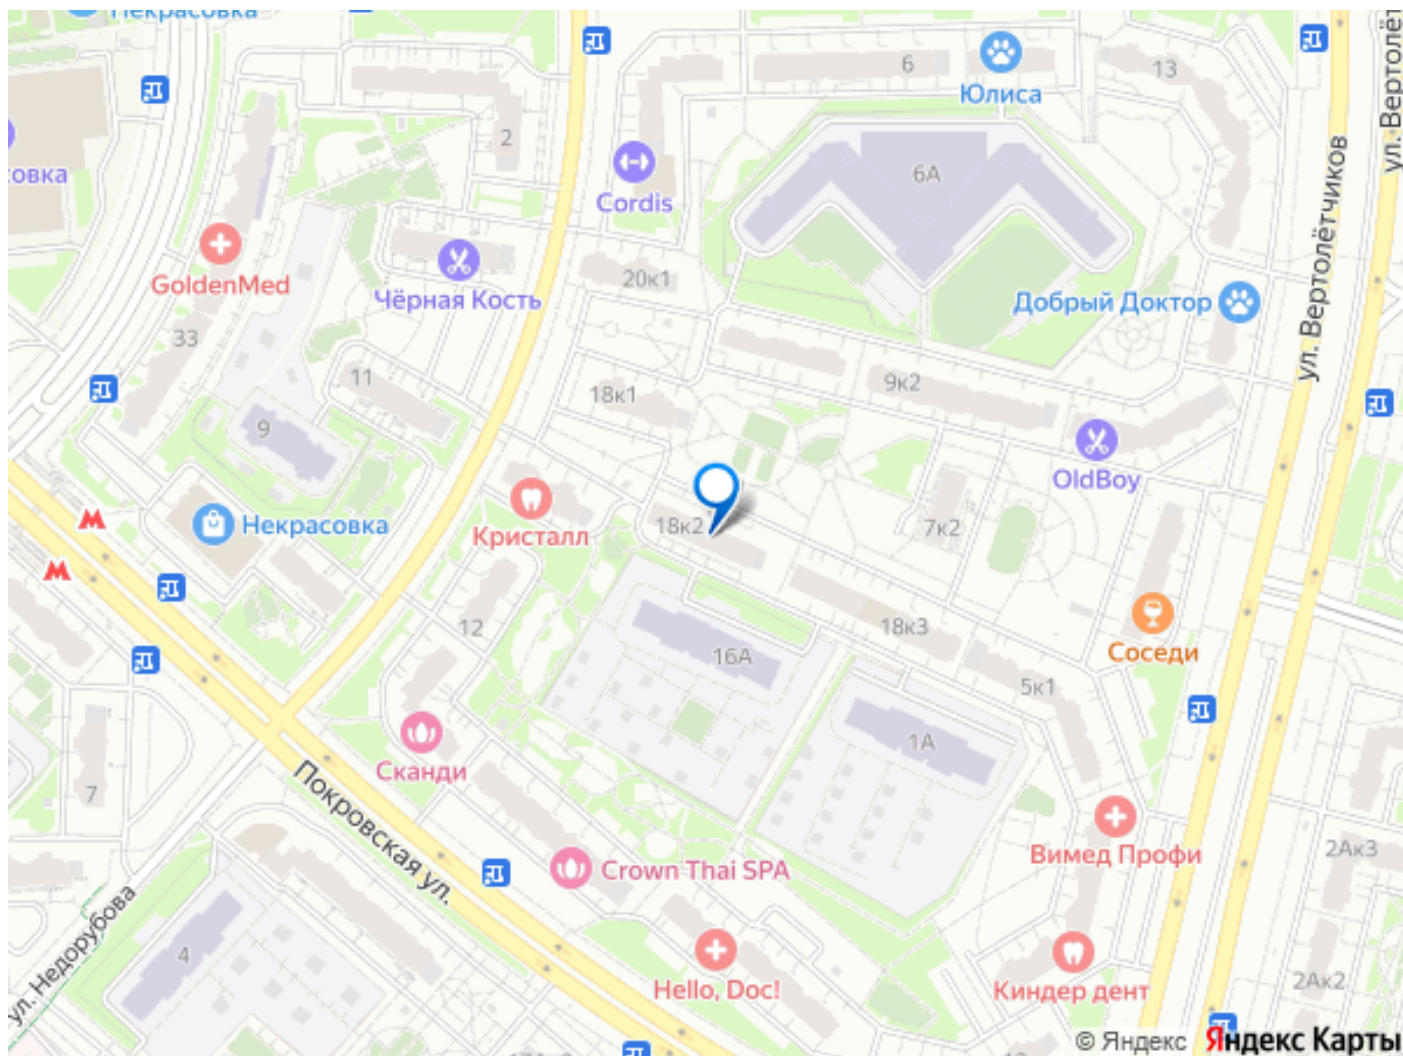 Некрасовка
6
13
Юлиса
2
ул. Вертолётчиков
ул. Вертолёт
6А
овка
Cordis
GoldenMed
20к1
Чёрная Кость
Добрый Доктор
33
11
9к2
18к1
9
OldBoy
Некрасовка
Кристалл
18к2
7к2
12
18к3
Соседи
16А
5к1
1А
Сканди
7
Покровская ул.
Вимед Профи
2Ак3
Crown Thai SPA
ул. Недорубова
4
Hello, Doc!
Киндер дент
2Ак2
© Яндекс Яндекс Карты